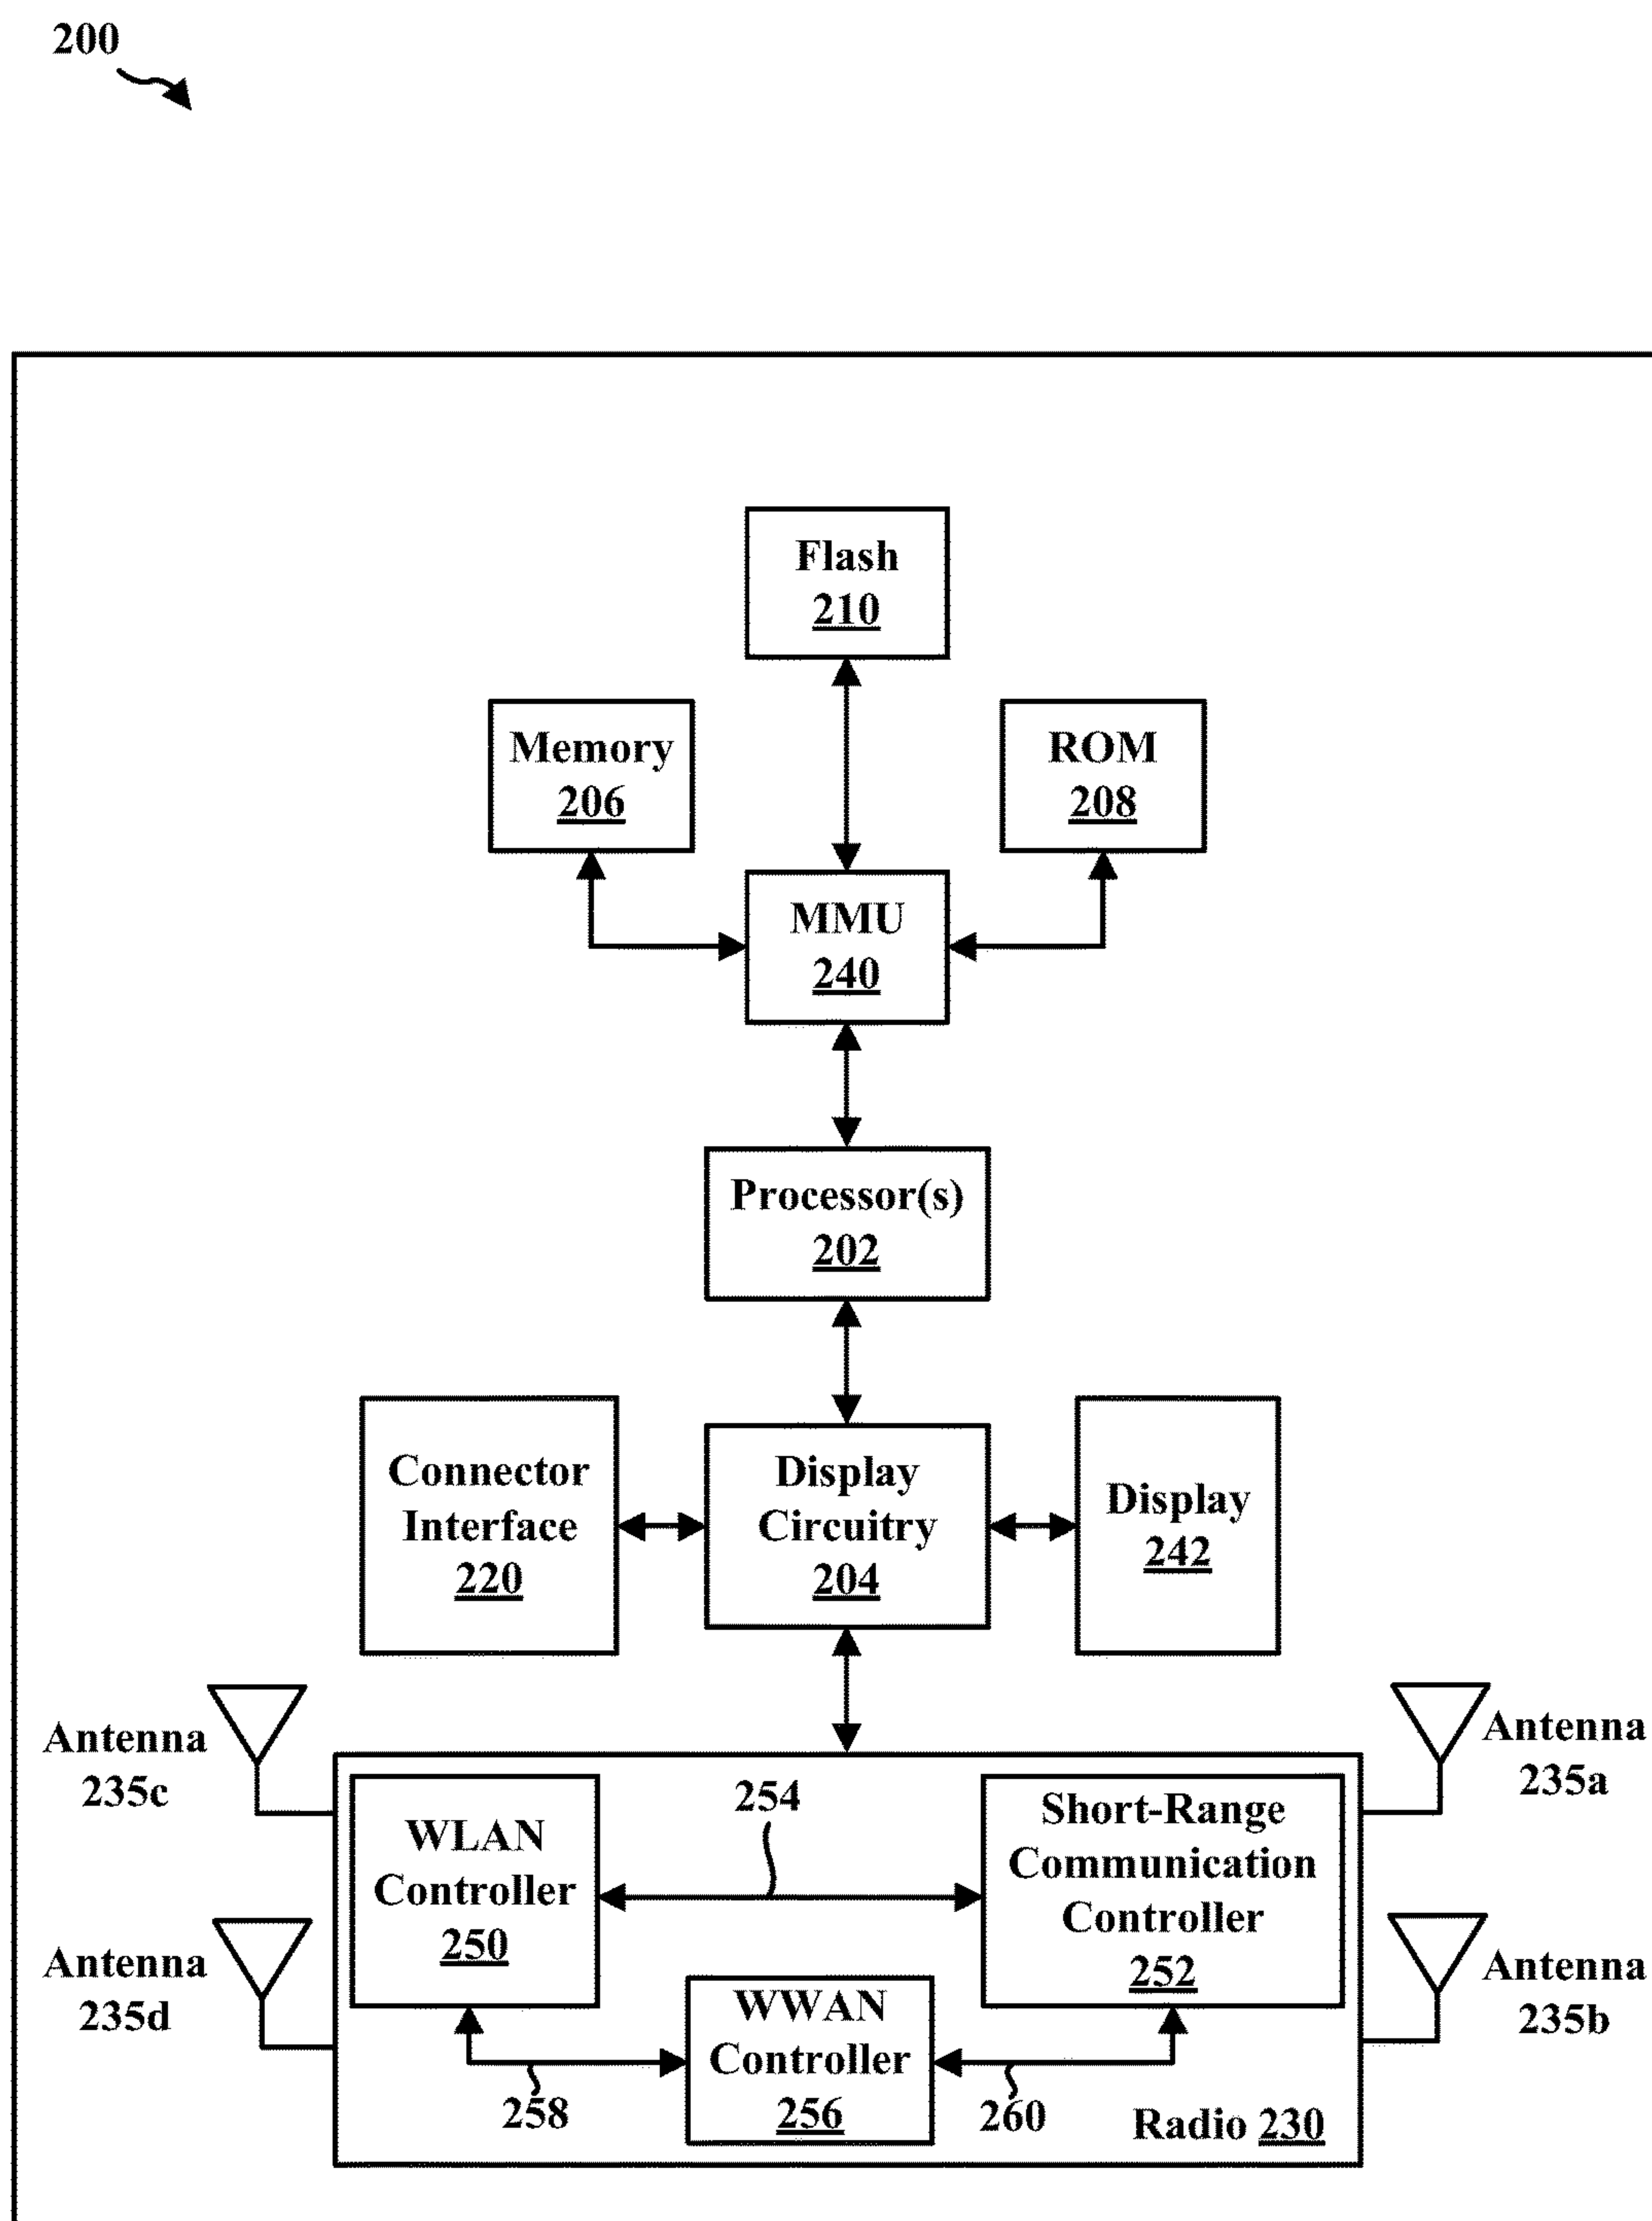 200
Flash
210
Memory
206
ROM
208
MMU
240
Processor(s)
202
Connector
Interface
220
Display
Circuitry
204
Display
242
Antenna
235c
Antenna
235a
WLAN
Controller
250
254
Short-Range
Communication
Controller
252
Antenna
235d
Antenna
235b
WWAN
Controller
256
258
260
Radio 230